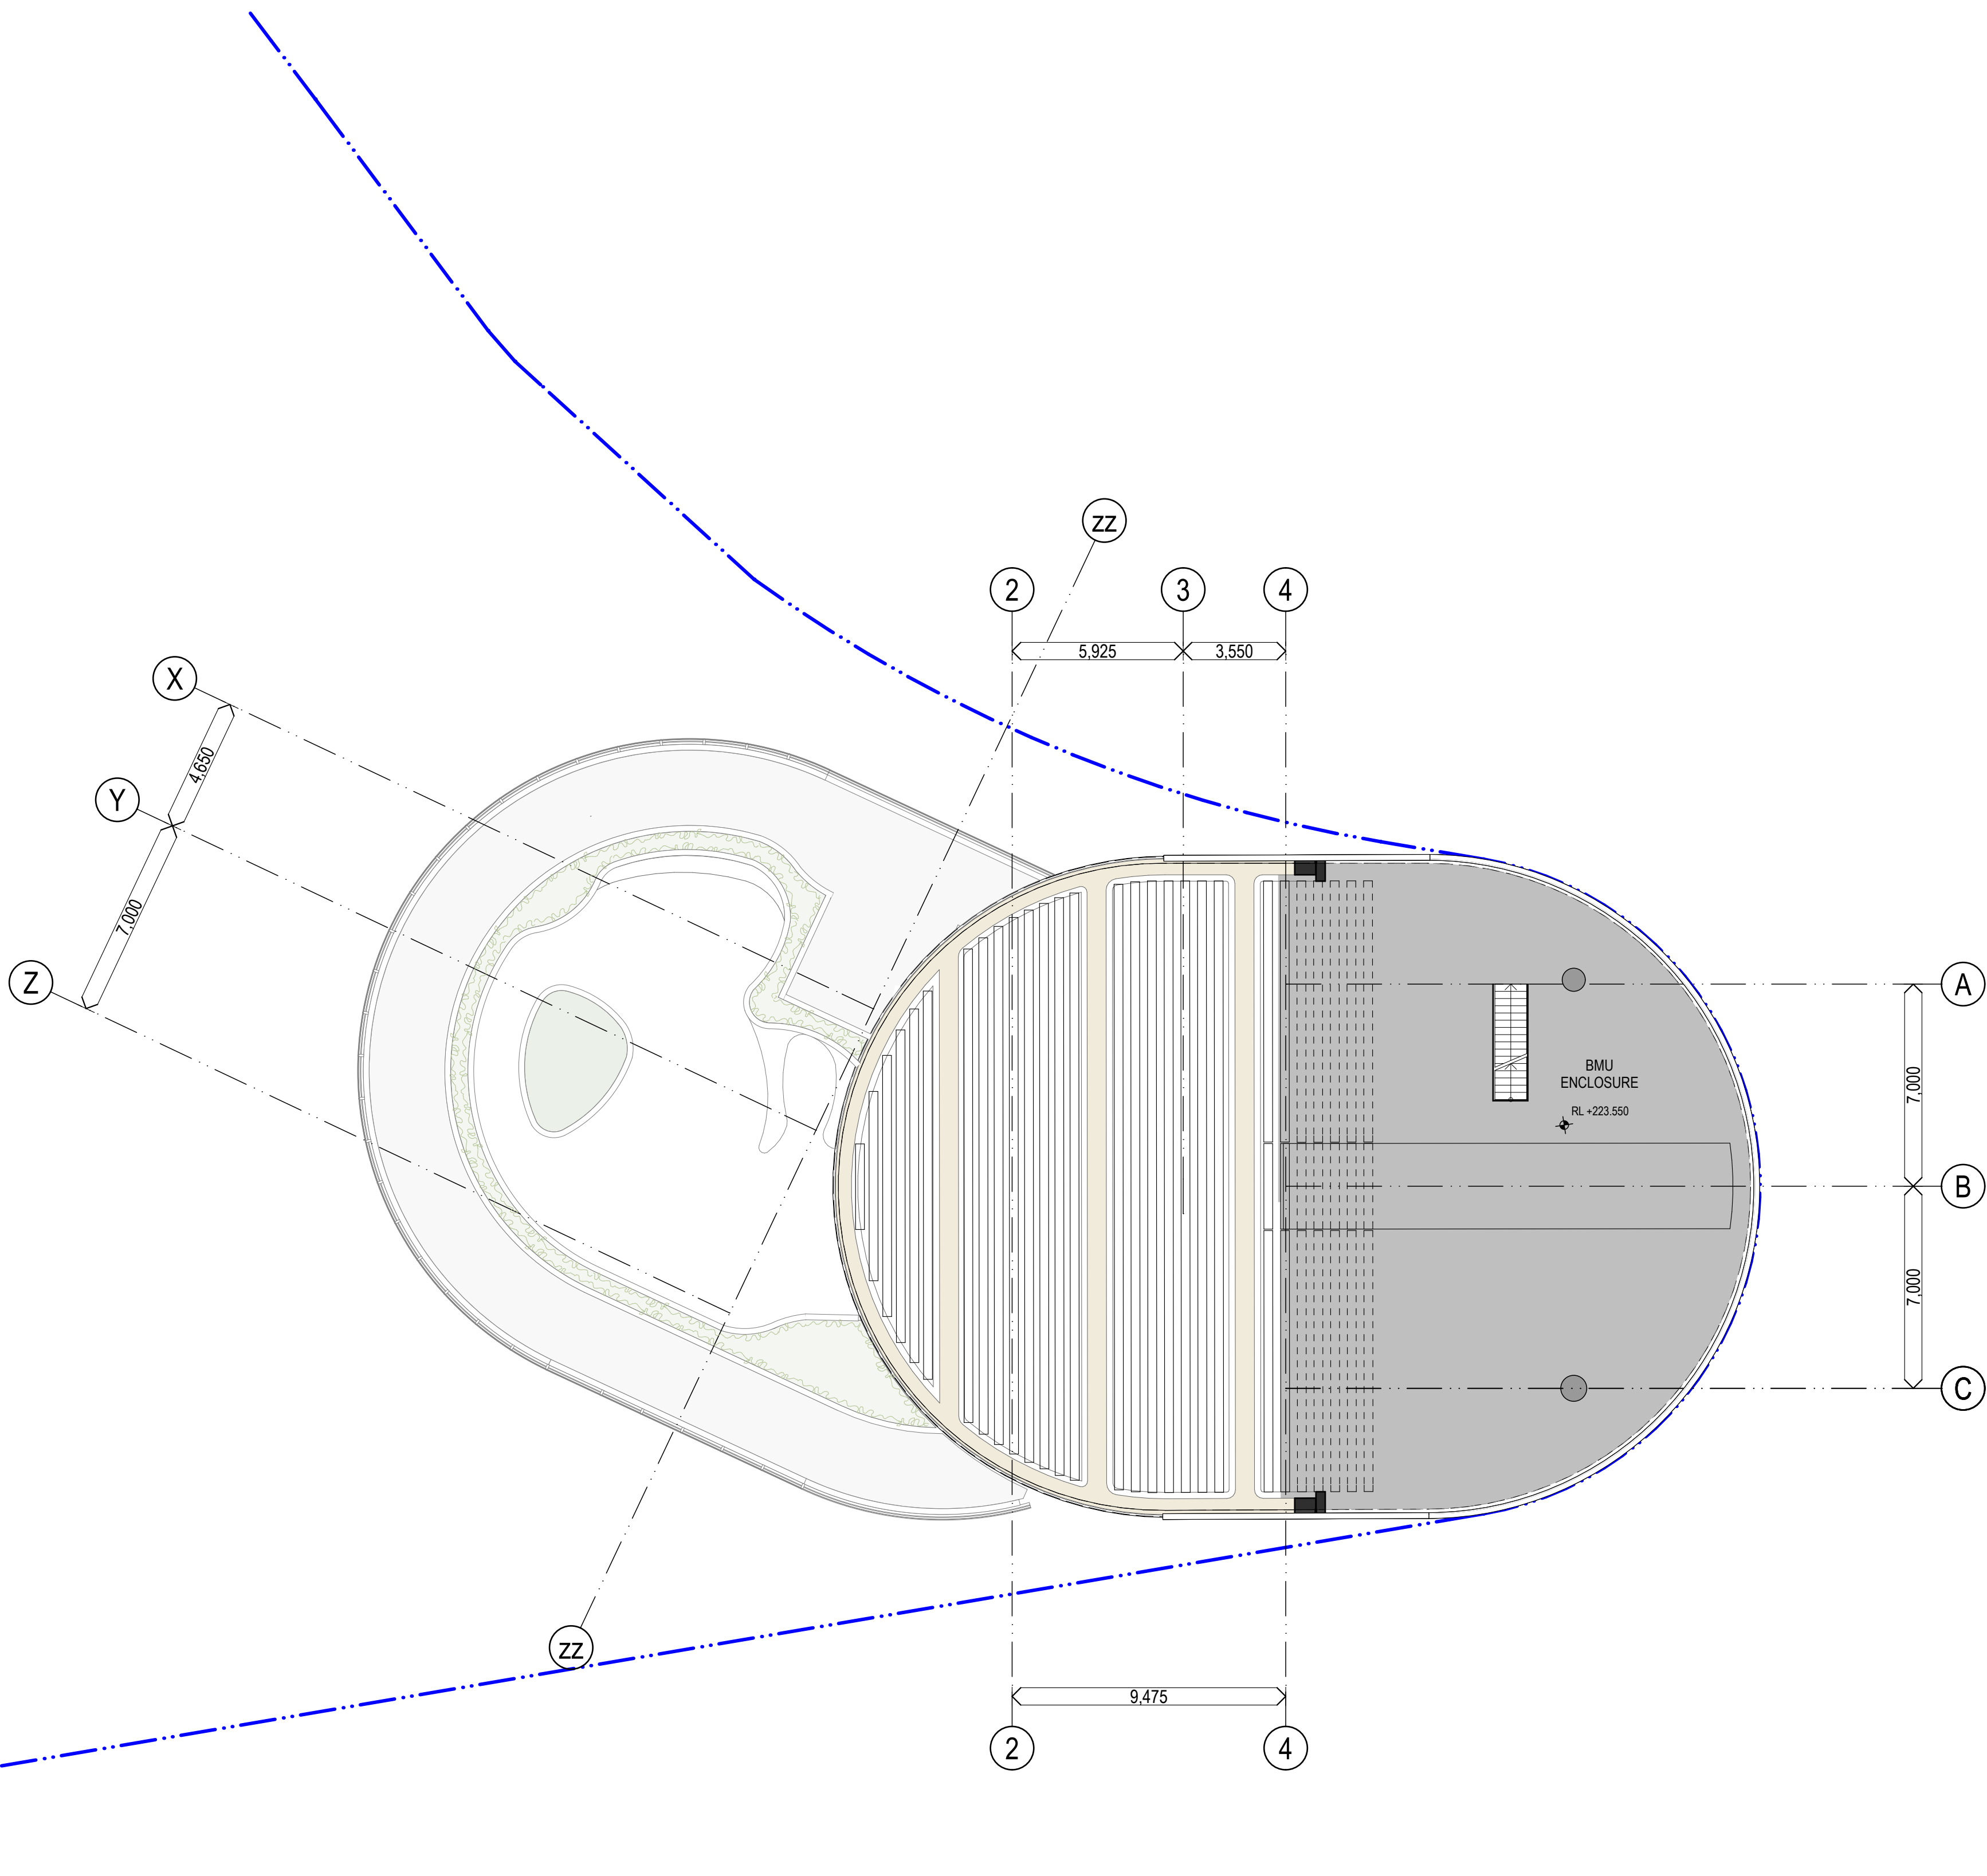 zz
2
3
4
5,925
3,550
X
4,650
Y
7,000
Z
A
BMU
ENCLOSURE
RL +223.550
7,000
B
7,000
C
zz
9,475
2
4